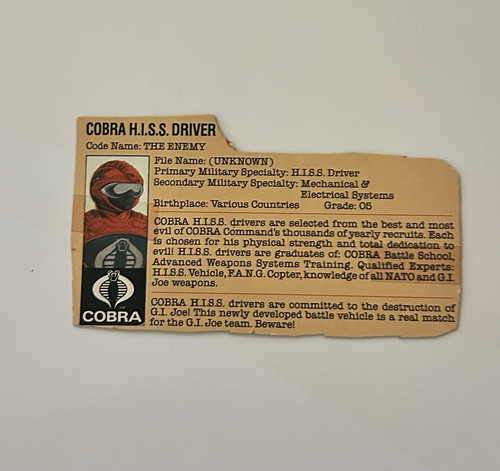 COBRA H.I.S.S. DRIVER
Code Name: THE ENEMY
File Name: (UNKNOWN)
Primary Military Specialty: H.I.S.S. Driver
Secondary Military Specialty: Mechanical &
Electrical Systems
Birthplace: Various Countries Grade: O5
COBRA H.I.S.S. drivers are selected from the best and most
evil of COBRA Command's thousands of yearly recruits. Each
is chosen for his physical strength and total dedication to
evil! H.I.S.S. drivers are graduates of: COBRA Battle School,
Advanced Weapons Systems Training. Qualified Experts:
H.I.S.S. Vehicle, F.A.N.G. Copter, knowledge of all NATO and G.I.
Joe weapons.
COBRA H.I.S.S. drivers are committed to the destruction of
G.I. Joe! This newly developed battle vehicle is a real match
for the G.I. Joe team. Beware!
COBRA